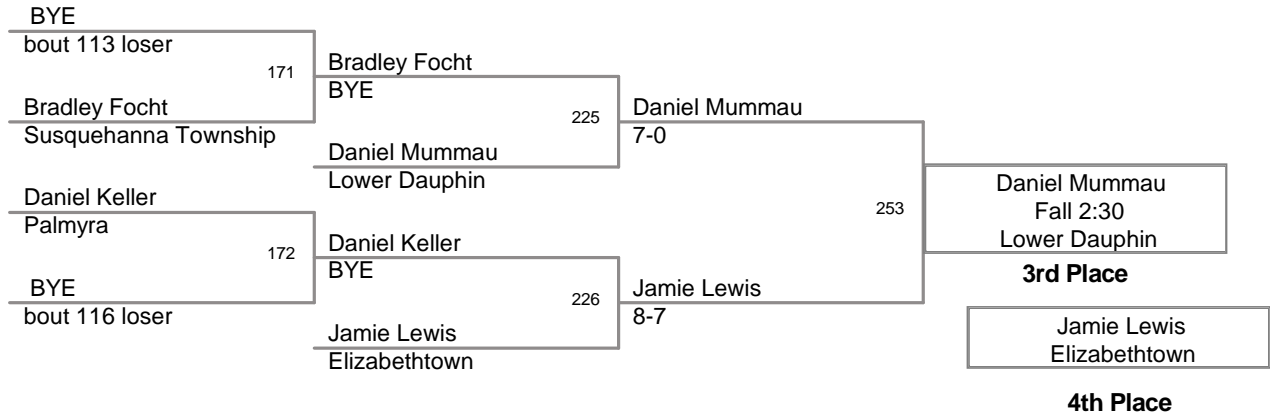 BYE
bout 113 loser
171
Bradley Focht
Susquehanna Township
Bradley Focht
BYE
225
Daniel Mummau
Lower Dauphin
Daniel Mummau
7-0
Daniel Keller
Palmyra
172
BYE
bout 116 loser
Daniel Keller
BYE
226
Jamie Lewis
Elizabethtown
Jamie Lewis
8-7
253
Daniel Mummau
Fall 2:30
Lower Dauphin
3rd Place
Jamie Lewis
Elizabethtown
4th Place